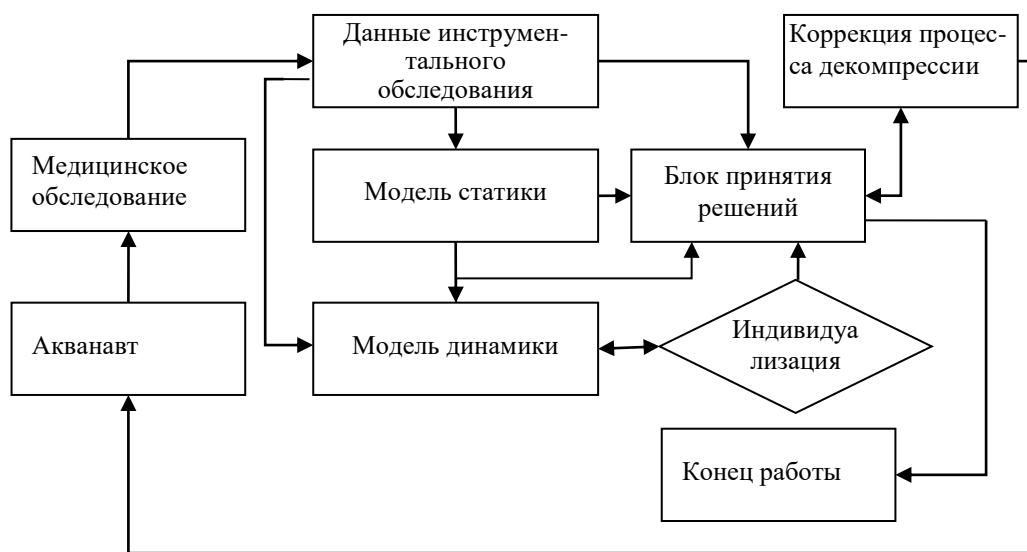 Данные инструмен-
тального
обследования
Коррекция процес-
са декомпрессии
Медицинское
обследование
Модель статики
Блок принятия
решений
Акванавт
Модель динамики
Индивидуа
лизация
Конец работы